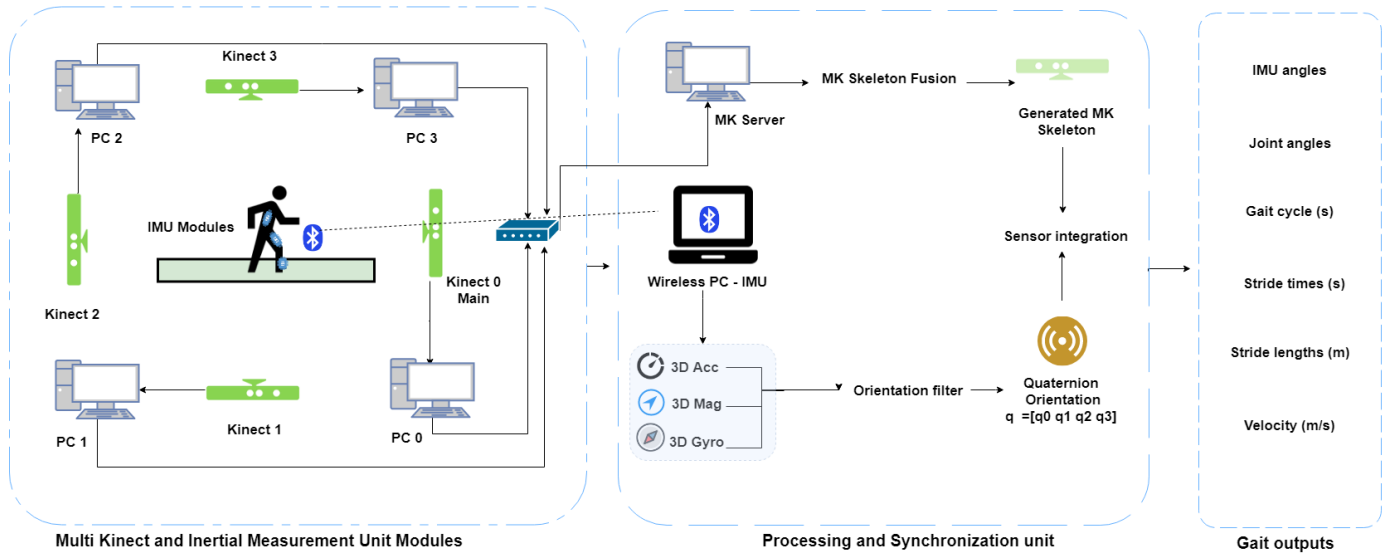 Kinect 3
PC 2
PC 3
IMU Modules
Kinect 2
Kinect 0
Main
PC 1
Kinect 1
PC 0
Multi Kinect and Inertial Measurement Unit Modules
MK Server
MK Skeleton Fusion
Generated MK
Skeleton
Sensor integration
Wireless PC - IMU
3D Acc
3D Mag
3D Gyro
Orientation filter
Quaternion
Orientation
q =[q0 q1 q2 q3]
Processing and Synchronization unit
IMU angles
Joint angles
Gait cycle (s)
Stride times (s)
Stride lengths (m)
Velocity (m/s)
Gait outputs